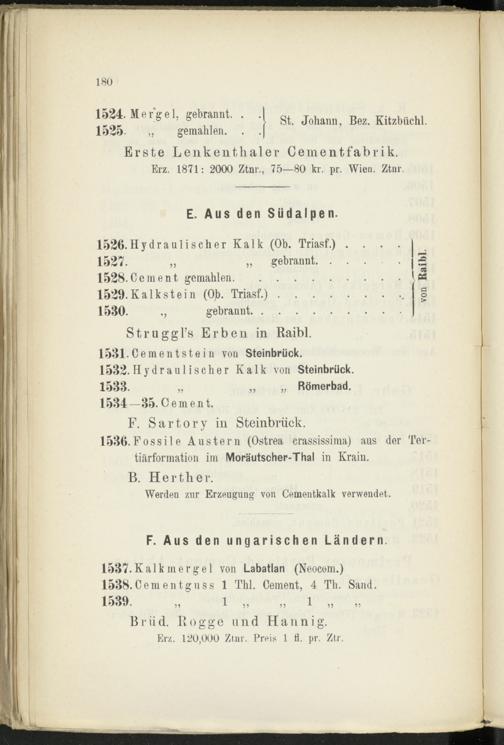 180
1524. Mergel, gebrannt. . . } St. Johann, Bez. Kitzbüchl.
1525. „ gemahlen. . .
Erste Lenkenthaler Cementfabrik.
Erz. 1871: 2000 Ztnr., 75—80 kr. pr. Wien. Ztnr.
E. Aus den Südalpen.
1526. Hydraulischer Kalk (Ob. Triasf.) . . . .
1527. „ „ gebrannt. . . . . .
1528. Cement gemahlen. . . . . . . . . .
1529. Kalkstein (Ob. Triasf.) . . . . . . . .
1530. „ gebrannt. . . . . . . . .
von Raibl.
Struggl's Erben in Raibl.
1531. Cementstein von Steinbrück.
1532. Hydraulischer Kalk von Steinbrück.
1533. „ „ „ Römerbad.
1534—35. Cement.
F. Sartory in Steinbrück.
1536. Fossile Austern (Ostrea crassissima) aus der Ter-
tiärformation im Moräutscher-Thal in Krain.
B. Herther.
Werden zur Erzeugung von Cementkalk verwendet.
F. Aus den ungarischen Ländern.
1537. Kalkmergel von Labatlan (Neocom.)
1538. Cementguss 1 Thl. Cement, 4 Th. Sand.
1539. „ 1 „ „ 1 „ „
Brüd. Rogge und Hannig.
Erz. 120,000 Ztnr. Preis 1 fl. pr. Ztr.